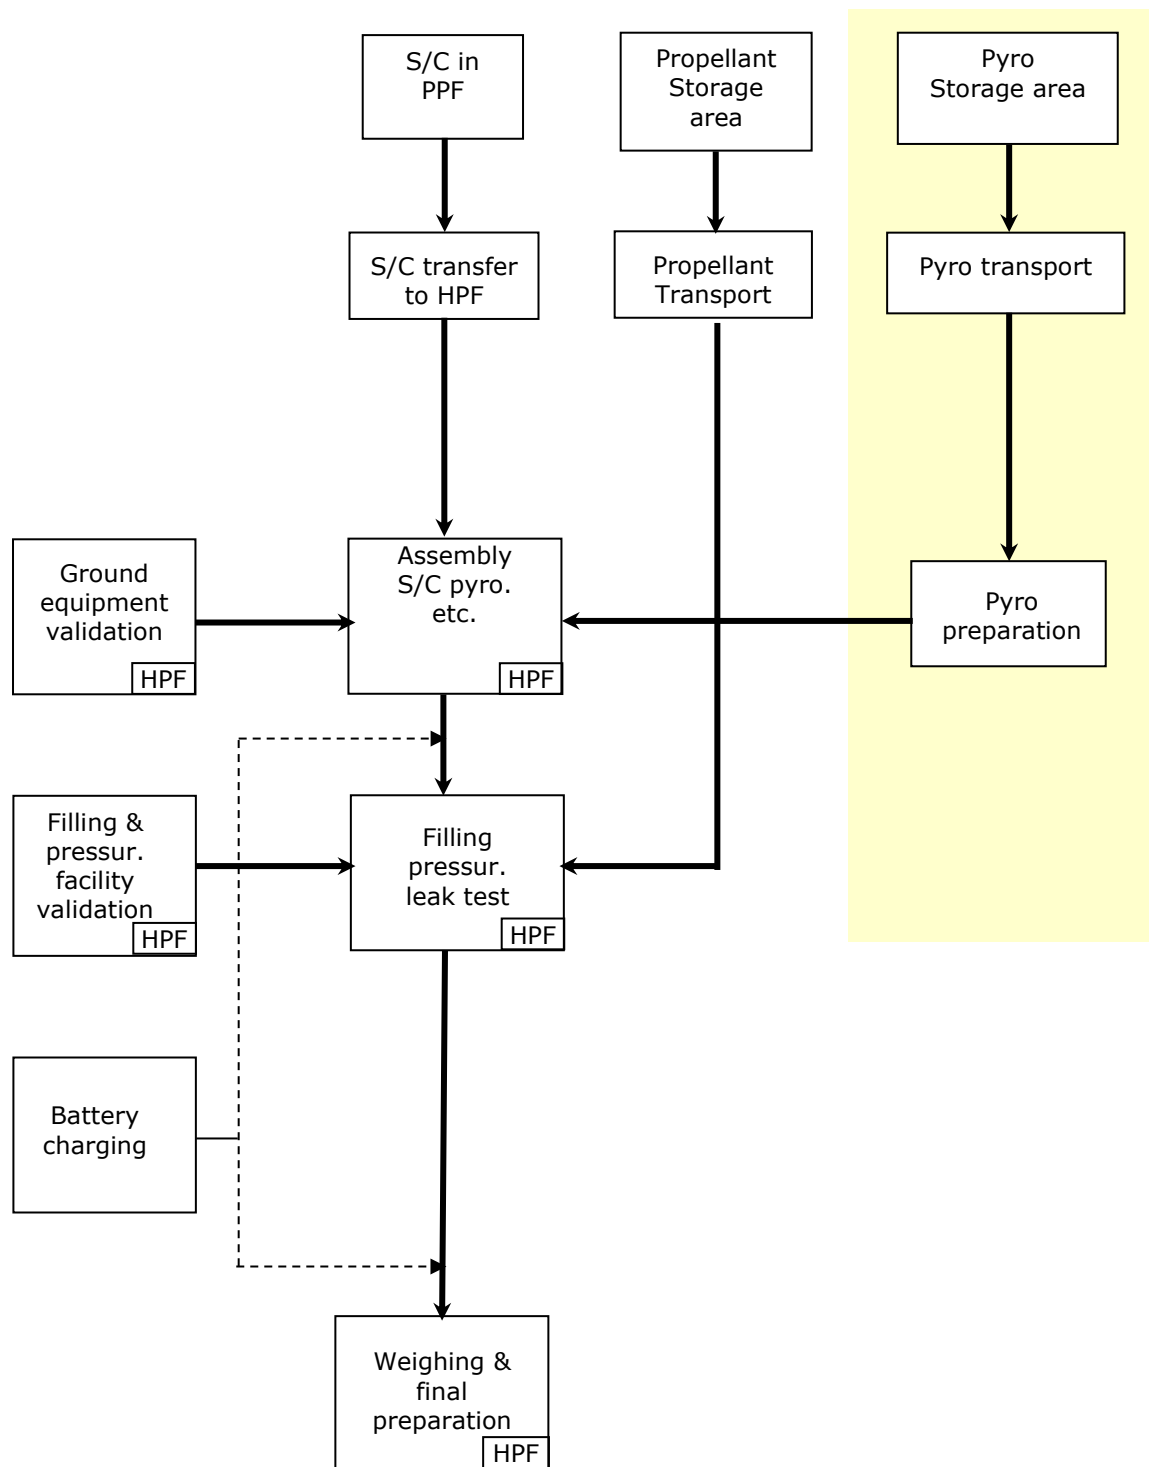 S/C in
PPF
Propellant
Storage
area
Pyro
Storage area
S/C transfer
to HPF
Propellant
Transport
Pyro transport
Ground
equipment
validation
HPF
Assembly
S/C pyro.
etc.
HPF
Pyro
preparation
Filling &
pressur.
facility
validation
HPF
Filling
pressur.
leak test
HPF
Battery
charging
Weighing &
final
preparation
HPF